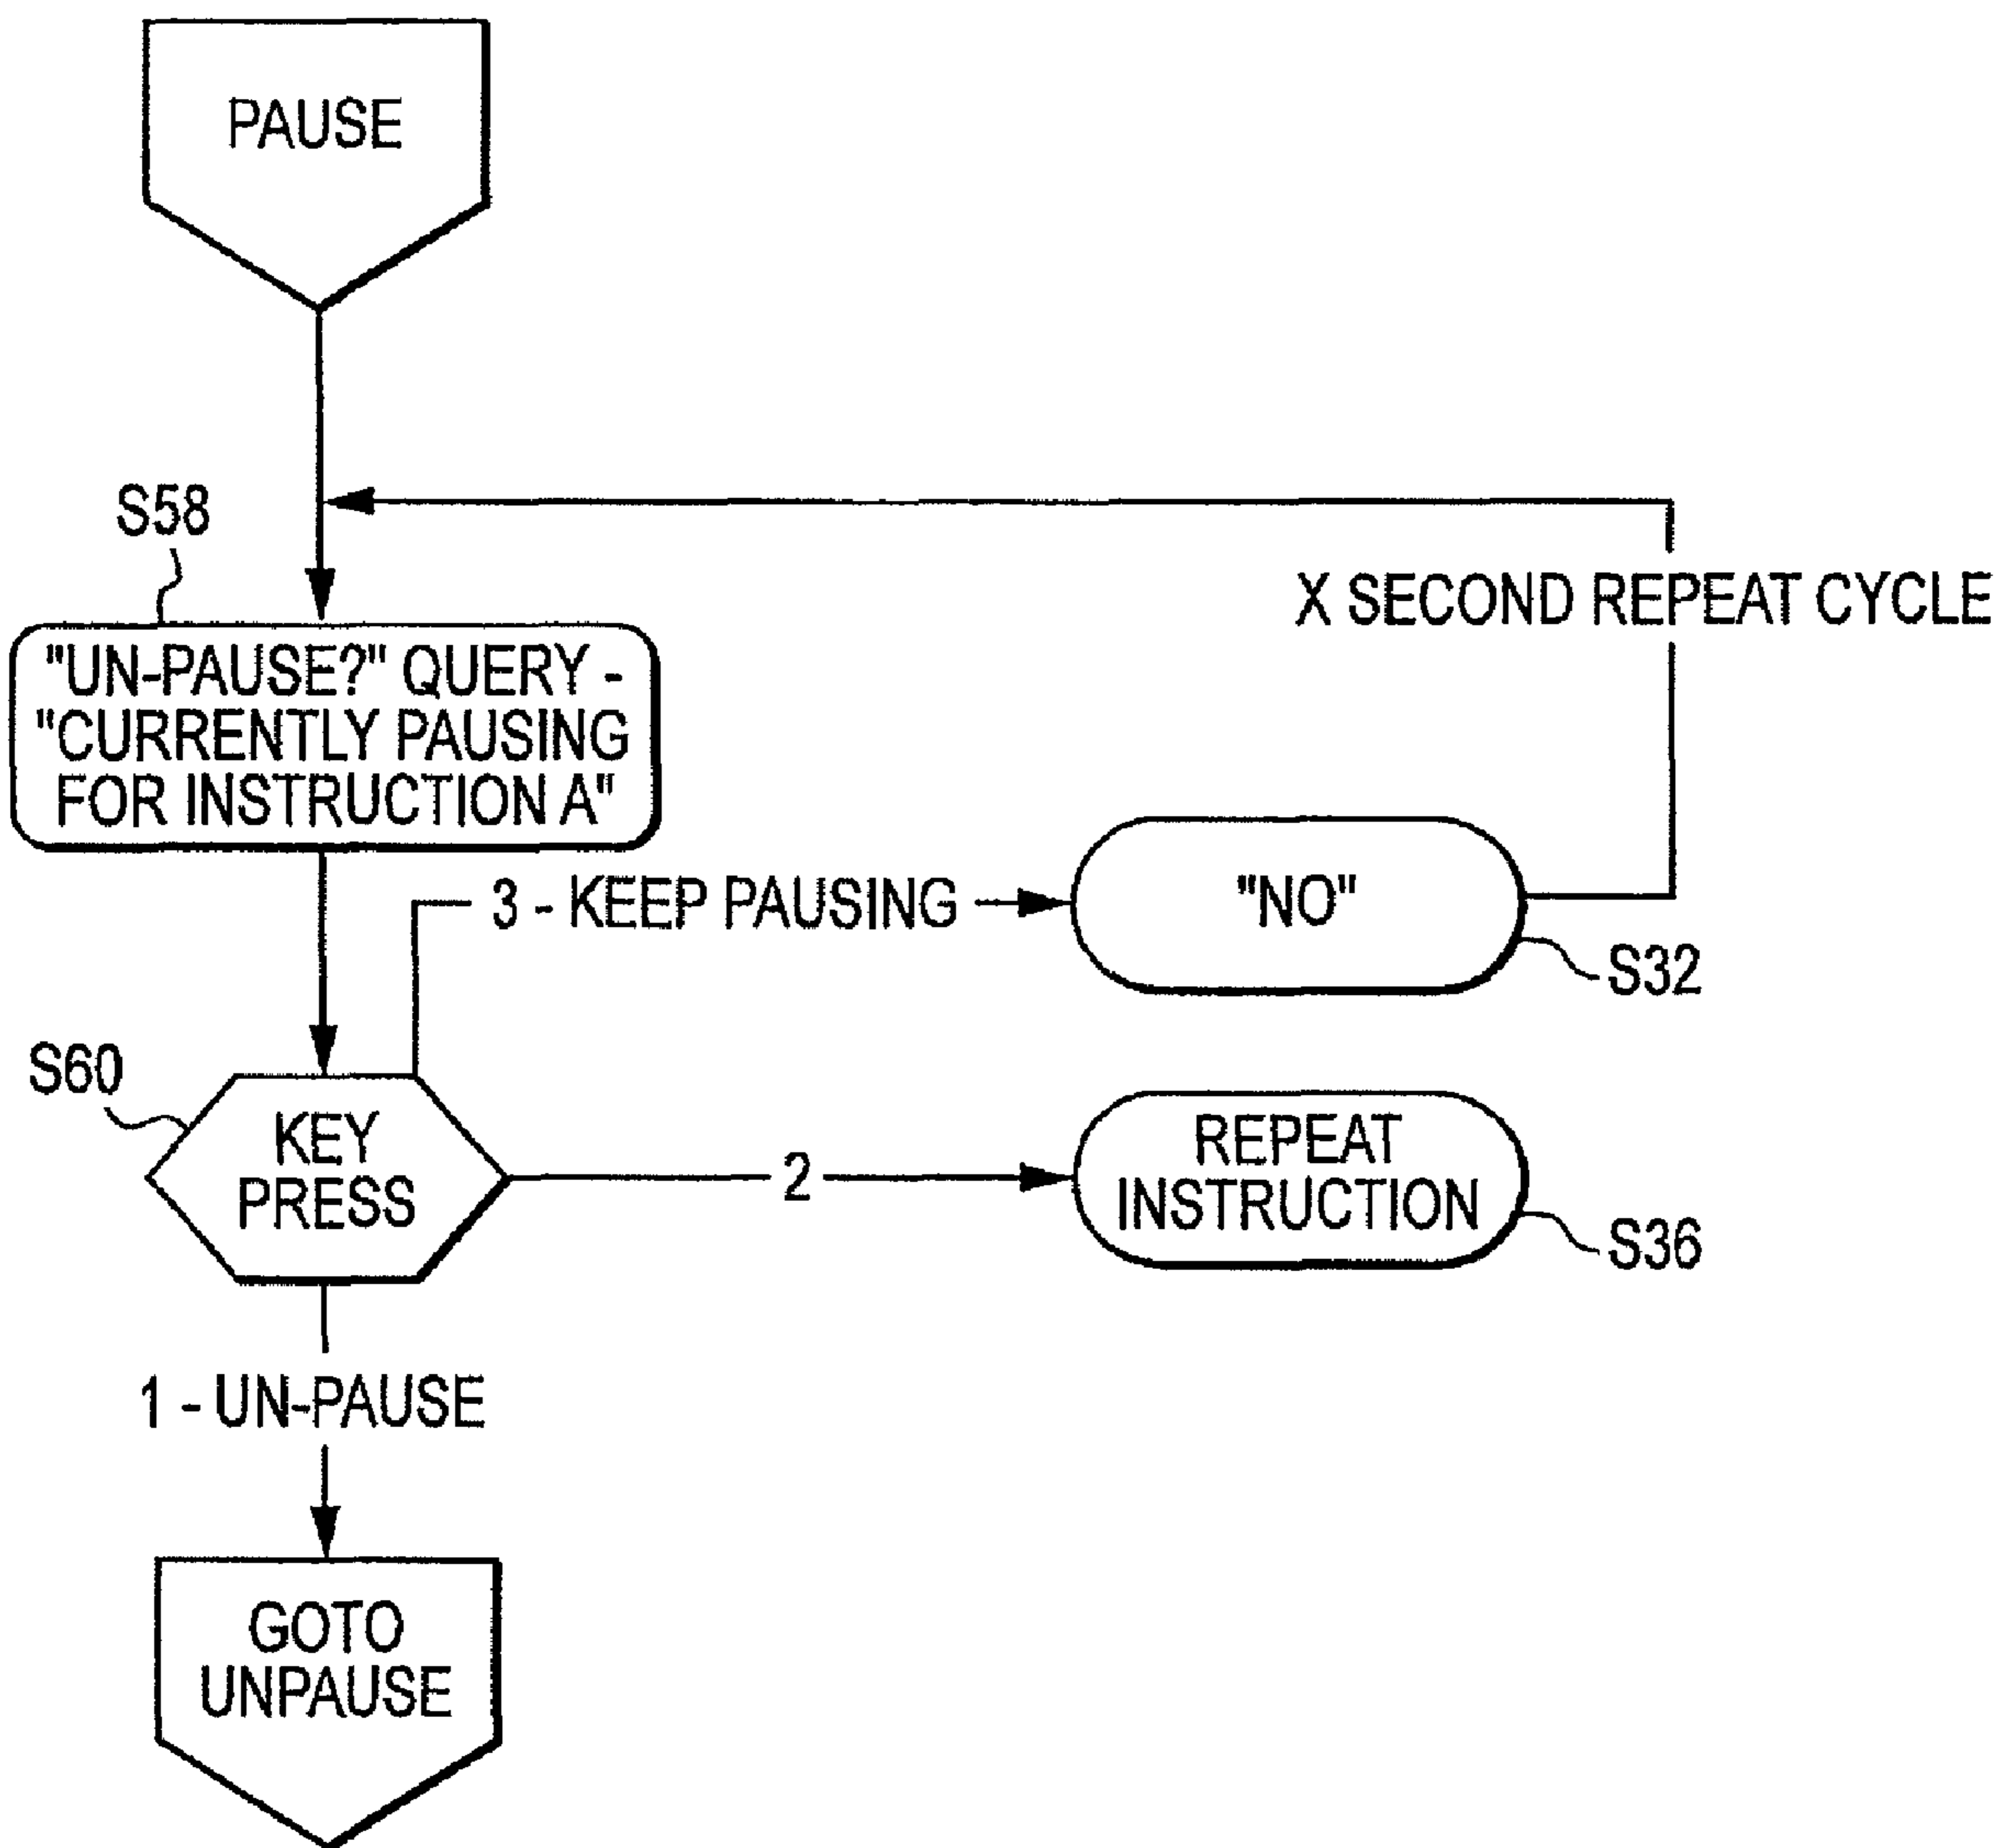 PAUSE
S58
X SECOND REPEAT CYCLE
"UN-PAUSE?" QUERY -
"CURRENTLY PAUSING
FOR INSTRUCTION A"
3 - KEEP PAUSING
"NO"
S32
S60
KEY
PRESS
2
REPEAT
INSTRUCTION
S36
1 - UN-PAUSE
GOTO
UNPAUSE